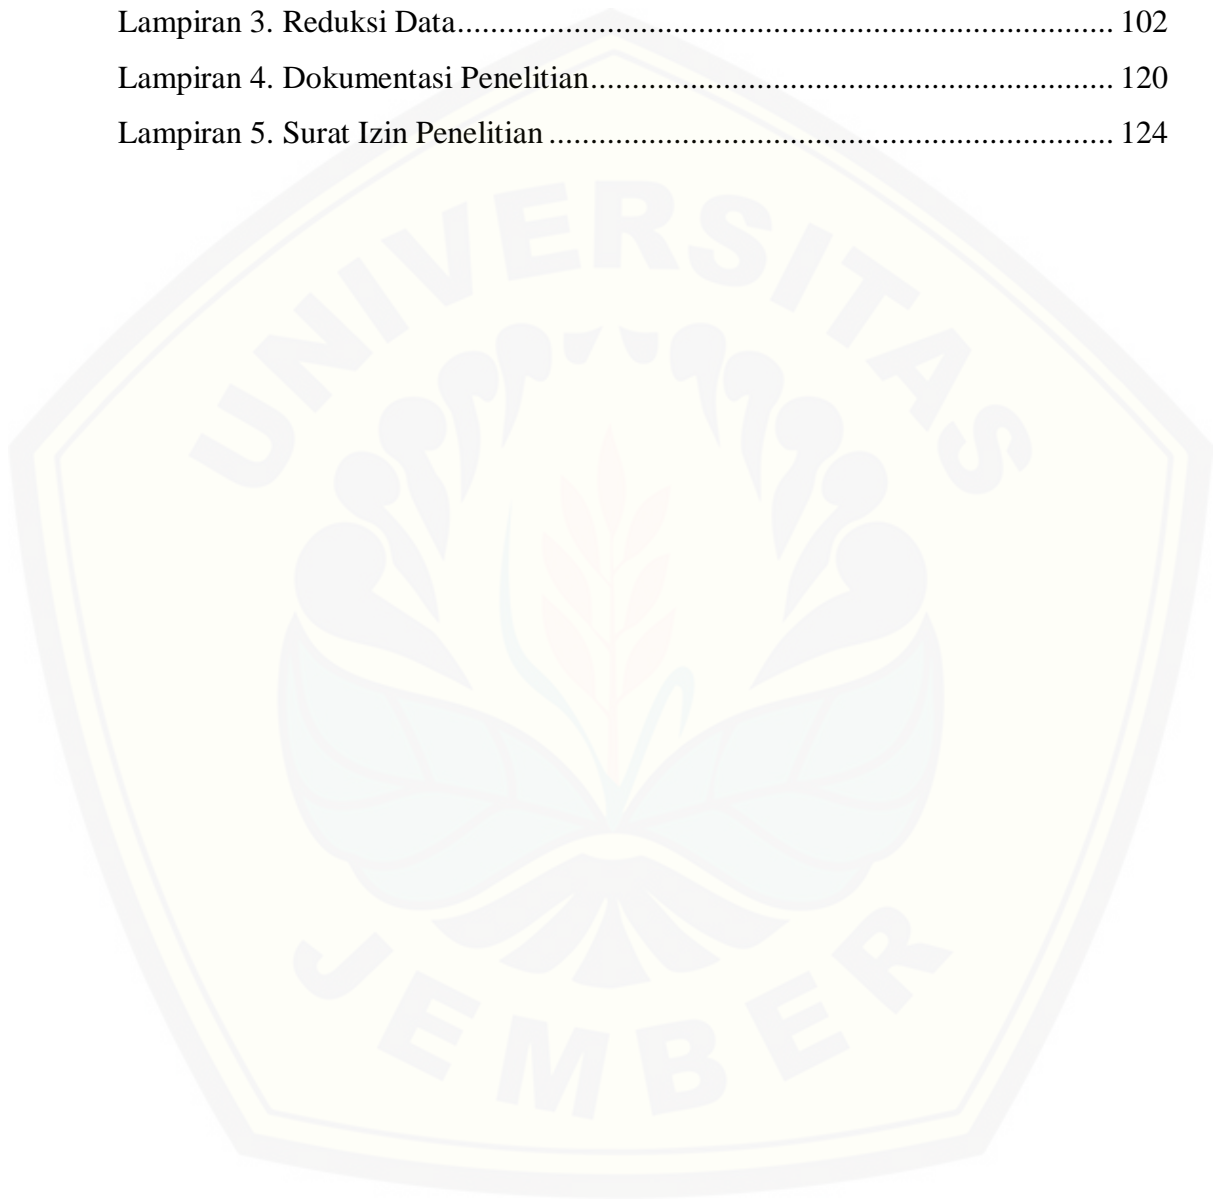 Lampiran 3. Reduksi Data.......................................................................... 102
Lampiran 4. Dokumentasi Penelitian........................................................... 120
Lampiran 5. Surat Izin Penelitian ................................................................ 124
UNIVERSITAS
JEMBER